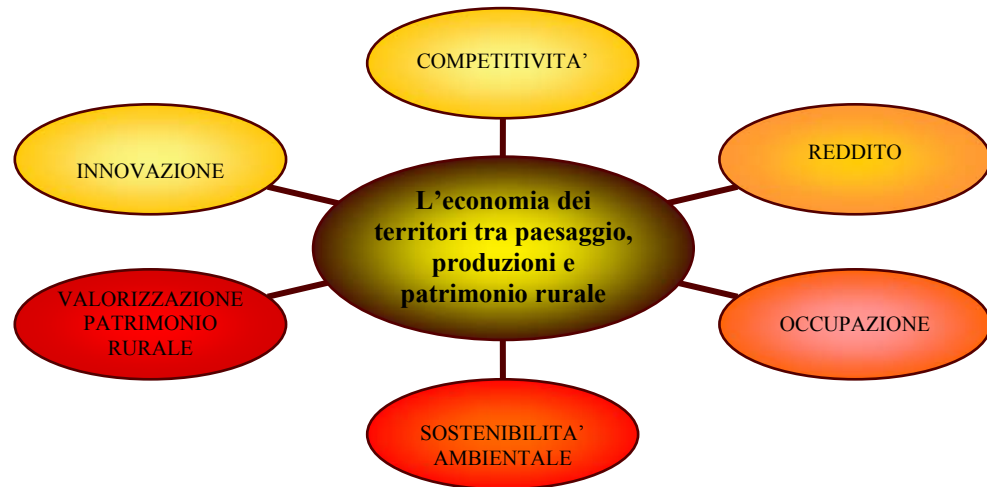 COMPETITIVITA’
INNOVAZIONE
REDDITO
L’economia dei
territori tra paesaggio,
produzioni e
patrimonio rurale
VALORIZZAZIONE
PATRIMONIO
RURALE
OCCUPAZIONE
SOSTENIBILITA’
AMBIENTALE